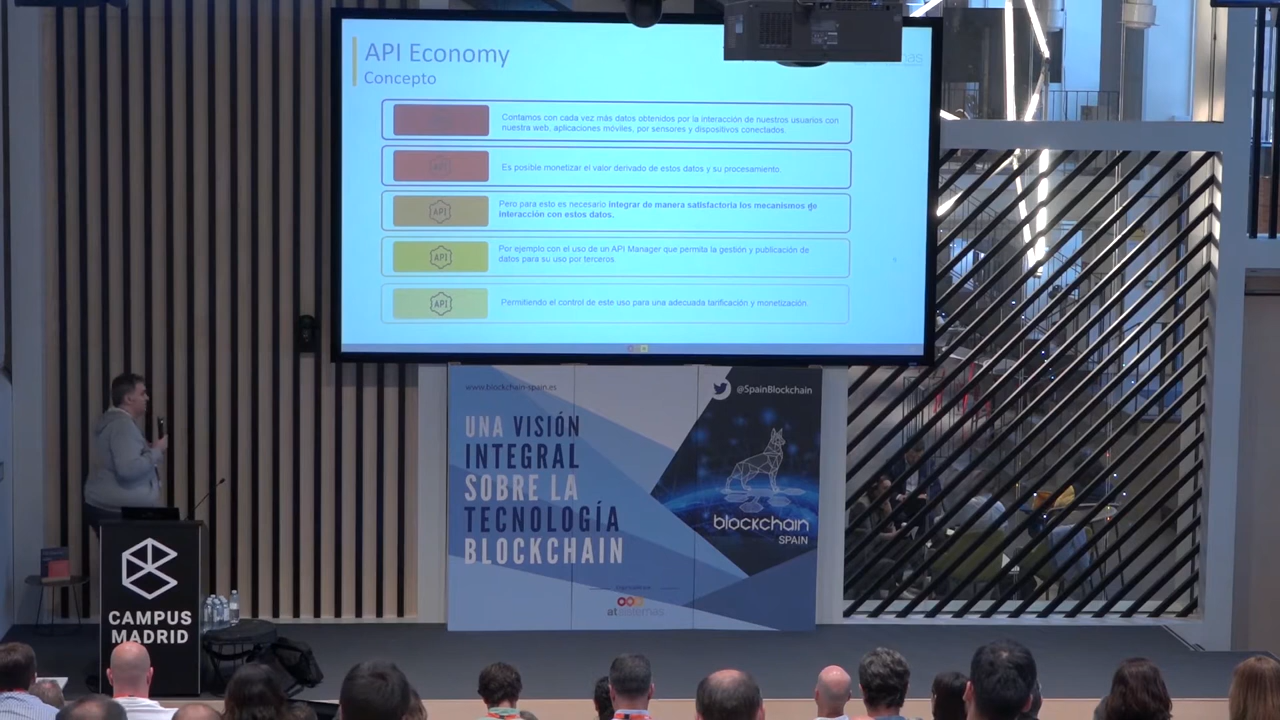 API Economy
Concepto
Contamos con cada vez más datos obtenidos por la interacción de nuestros usuarios con
nuestra web, aplicaciones móviles, por sensores y dispositivos conectados.
API
Es posible monetizar el valor derivado de estos datos y su procesamiento.
API
Pero para esto es necesario integrar de manera satisfactoria los mecanismos de
interacción con estos datos.
API
Por ejemplo con el uso de un API Manager que permita la gestión y publicación de
datos para su uso por terceros.
API
Permitiendo el control de este uso para una adecuada tarificación y monetización.
www.blockchain-spain.es
@SpainBlockchain
UNA VISIÓN
INTEGRAL
SOBRE LA
TECNOLOGÍA
BLOCKCHAIN
blockchain
SPAIN
atsistemas
CAMPUS
MADRID